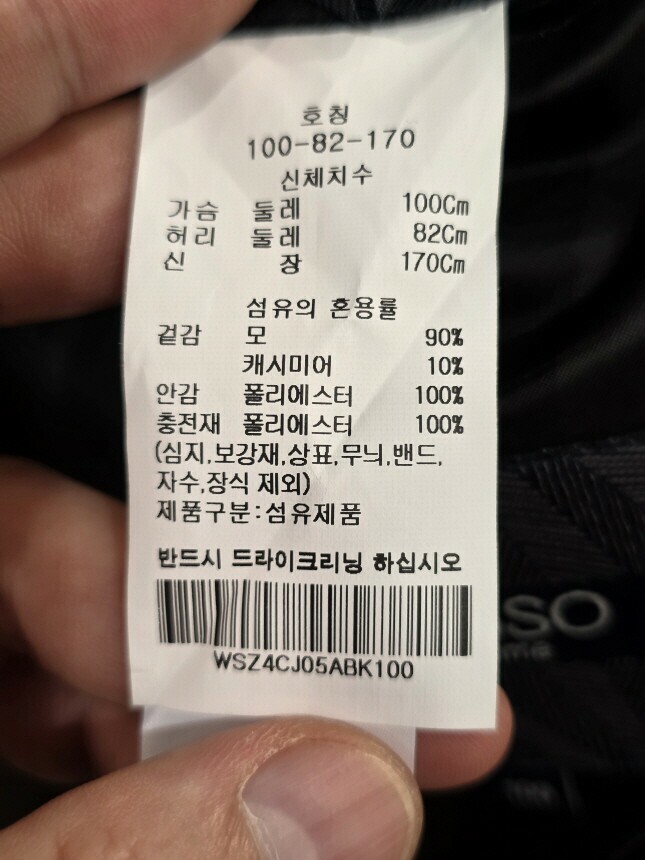 호칭
100-82-170
신체치수
가슴 둘레 100Cm
허리 둘레 82Cm
신 장 170Cm
섬유의 혼용률
겉감 모 90%
캐시미어 10%
안감 폴리에스터 100%
충전재 폴리에스터 100%
(심지,보강재,상표,무늬,밴드,
자수,장식 제외)
제품구분:섬유제품
반드시 드라이크리닝 하십시오
WSZ4CJ05ABK100